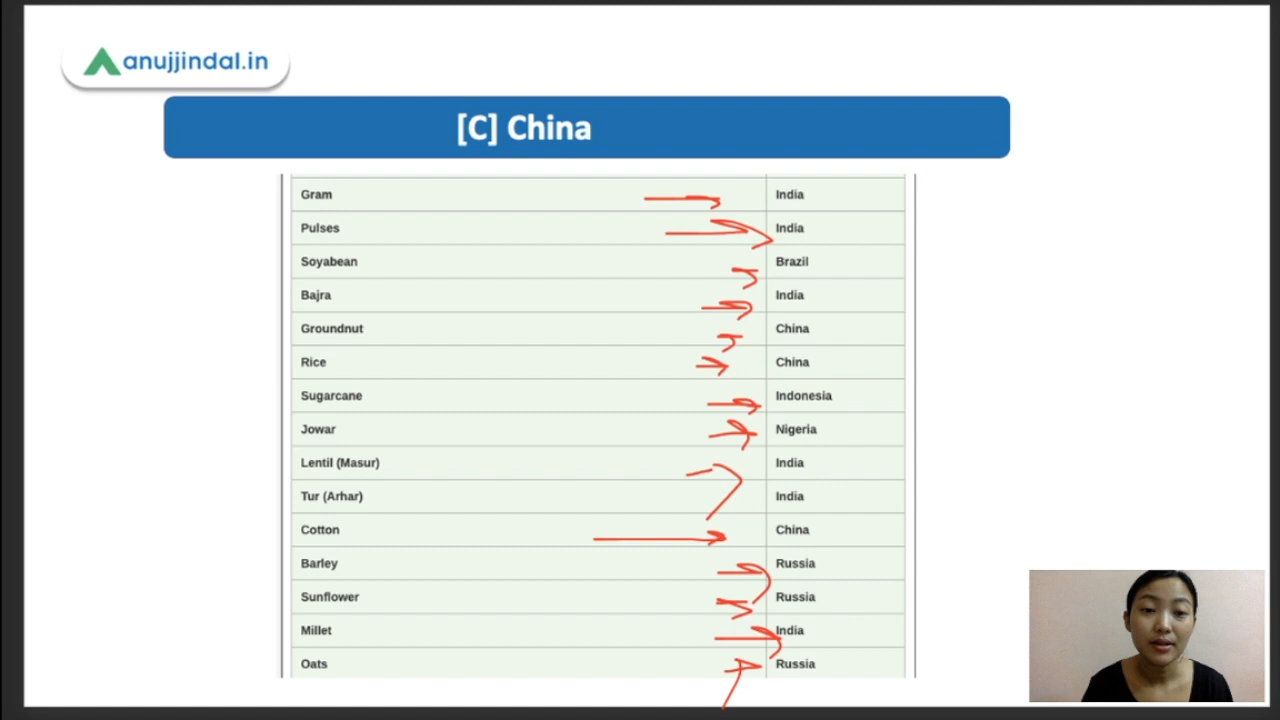 anujjindal.in
[C] China
Gram India
Pulses India
Soyabean Brazil
Bajra India
Groundnut China
Rice China
Sugarcane Indonesia
Jowar Nigeria
Lentil (Masur) India
Tur (Arhar) India
Cotton China
Barley Russia
Sunflower Russia
Millet India
Oats Russia